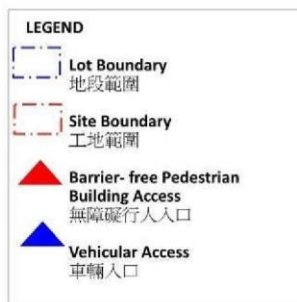 LEGEND
Lot Boundary
地段範圍
Site Boundary
工地範圍
Barrier- free Pedestrian
Building Access
無障礙行人入口
Vehicular Access
車輛入口